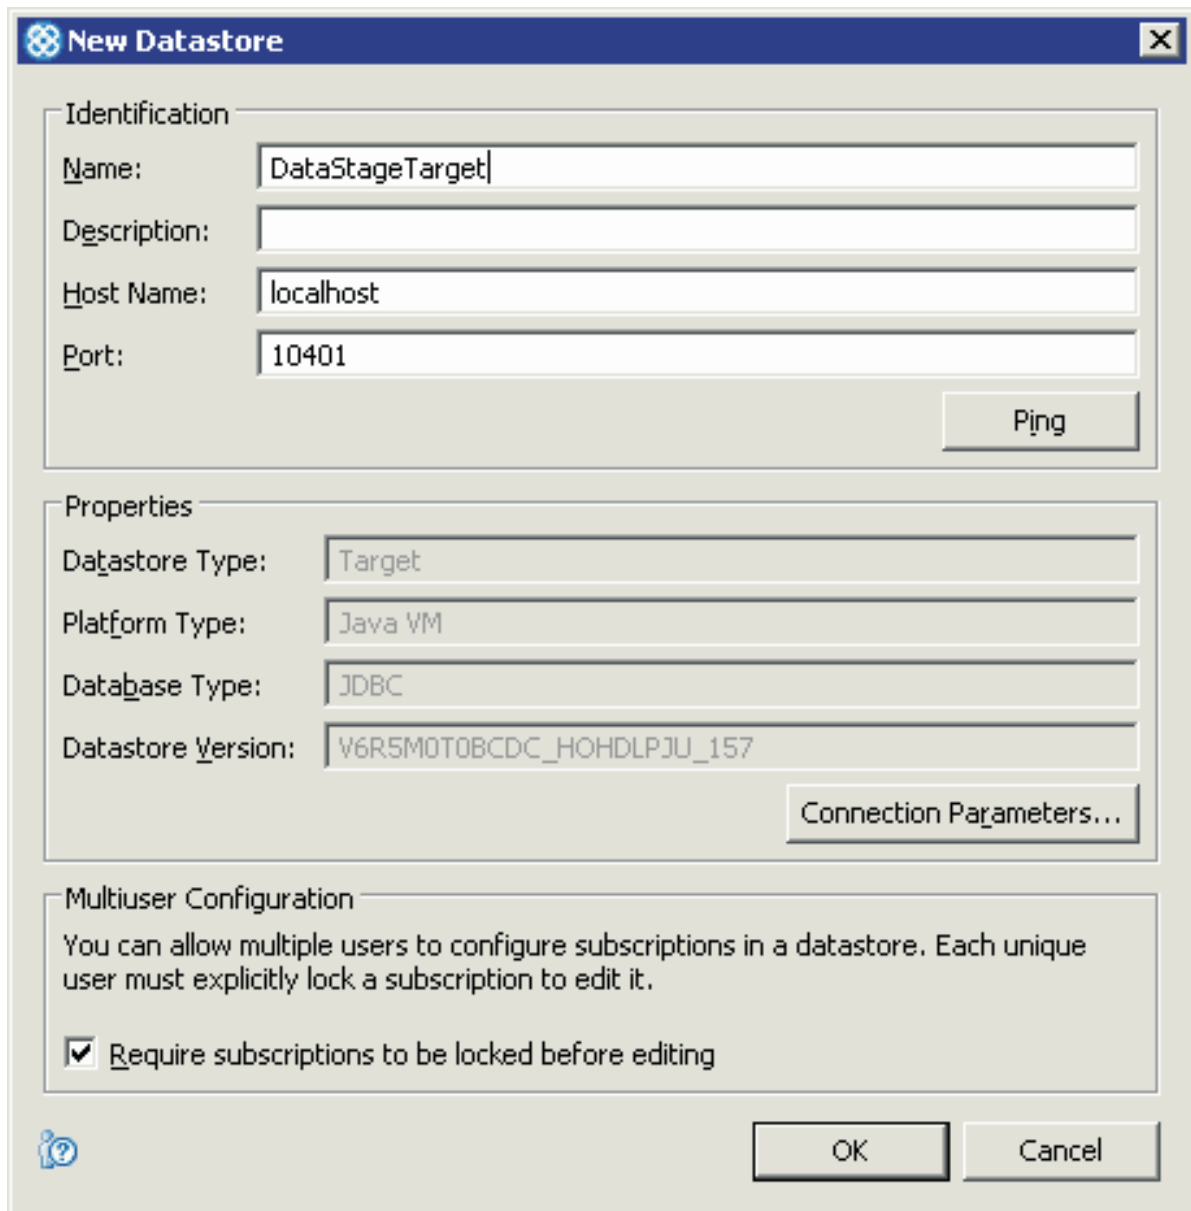 New Datastore
Identification
Name: DataStageTarget
Description:
Host Name: localhost
Port: 10401
Ping
Properties
Datastore Type: Target
Platform Type: Java VM
Database Type: JDBC
Datastore Version: V6R5M0T0BCDC_HOHDLPJU_157
Connection Parameters...
Multiuser Configuration
You can allow multiple users to configure subscriptions in a datastore. Each unique
user must explicitly lock a subscription to edit it.
Require subscriptions to be locked before editing
OK Cancel